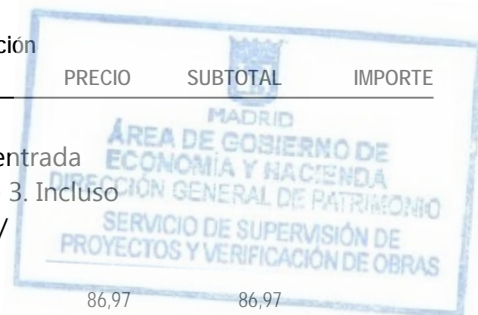 ción
PRECIO SUBTOTAL IMPORTE
MADRID
ÁREA DE GOBIERNO DE
entrada
ECONOMÍA Y HACIENDA
3. Incluso
DIRECCIÓN GENERAL DE PATRIMONIO
/
SERVICIO DE SUPERVISIÓN DE
PROYECTOS Y VERIFICACIÓN DE OBRAS
86,97 86,97